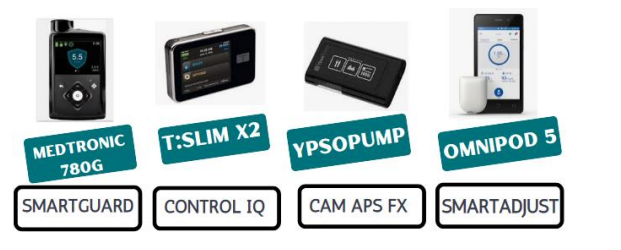 5.5
MEDTRONIC
780G
T:SLIM X2
YPSOPUMP
OMNIPOD 5
SMARTGUARD
CONTROL IQ
CAM APS FX
SMARTADJUST